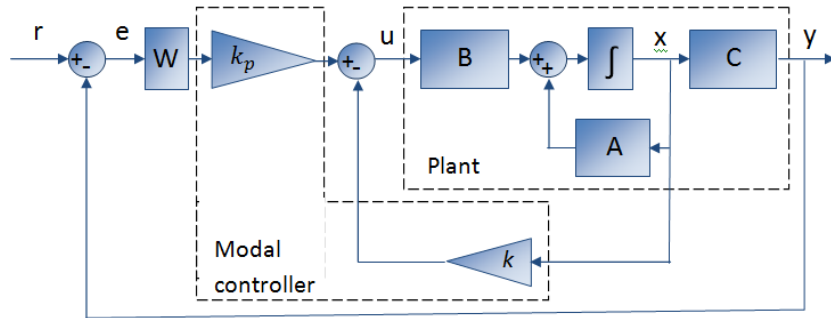 r
e
W
k_p
u
B
∫
x
C
y
+
-
+
-
+
+
A
Plant
Modal
controller
k